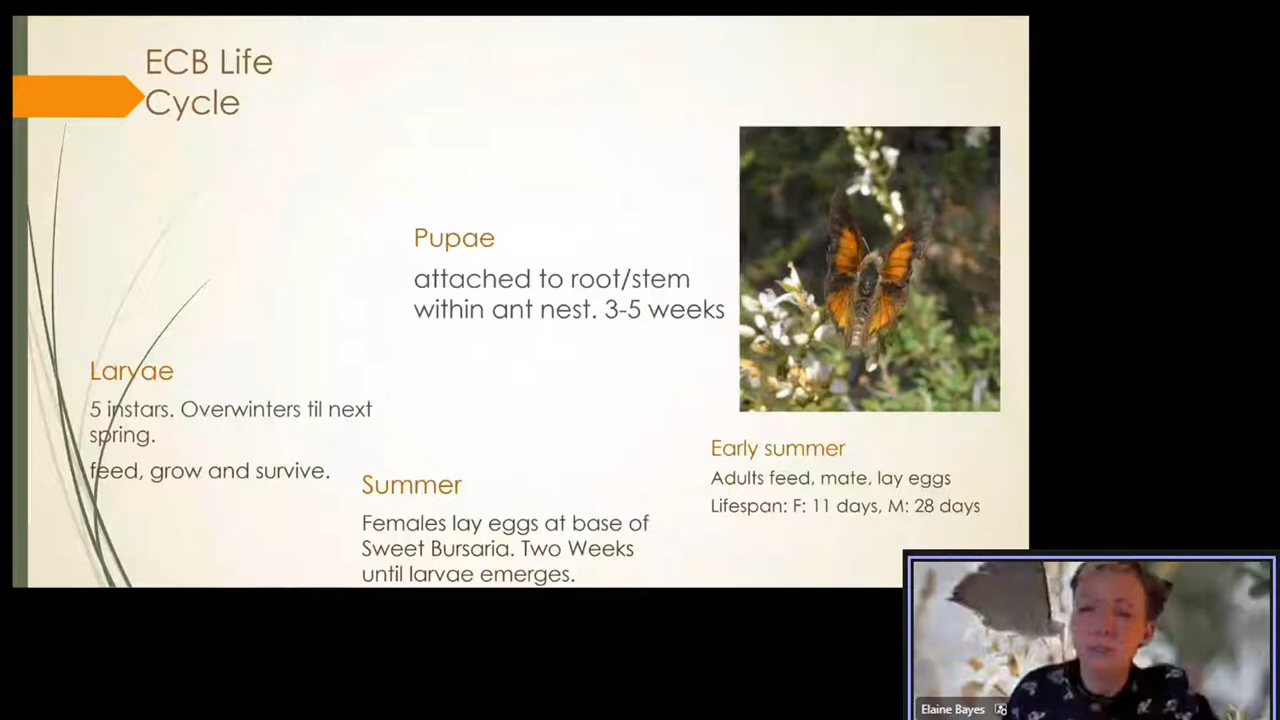 ECB Life
Cycle
Pupae
attached to root/stem
within ant nest. 3-5 weeks
Larvae
5 instars. Overwinters til next
spring.
feed, grow and survive.
Summer
Females lay eggs at base of
Sweet Bursaria. Two Weeks
until larvae emerges.
Early summer
Adults feed, mate, lay eggs
Lifespan: F: 11 days, M: 28 days
Elaine Bayes